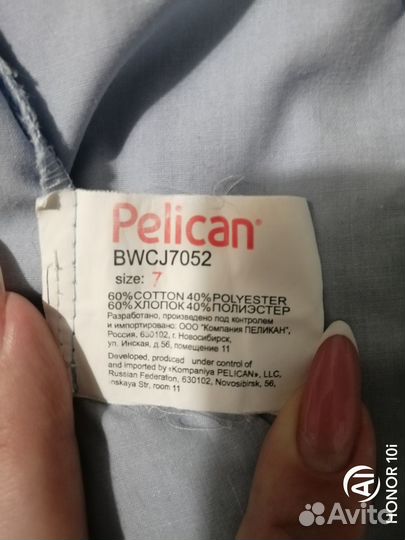 Pelican
BWCJ7052
size: 7
60%COTTON 40%POLYESTER
60%ХЛОПОК 40%ПОЛИЭСТЕР
Разработано, произведено под контролем
и импортировано: ООО "Компания ПЕЛИКАН",
Россия, 630102, г. Новосибирск,
ул. Инская, д.56, помещение 11
Developed, produced under control of
and imported by «Kompaniya PELICAN», LLC,
Russian Federaton, 630102, Novosibirsk, 56,
Inskaya Str, room 11
HONOR 10i
AI
Avito